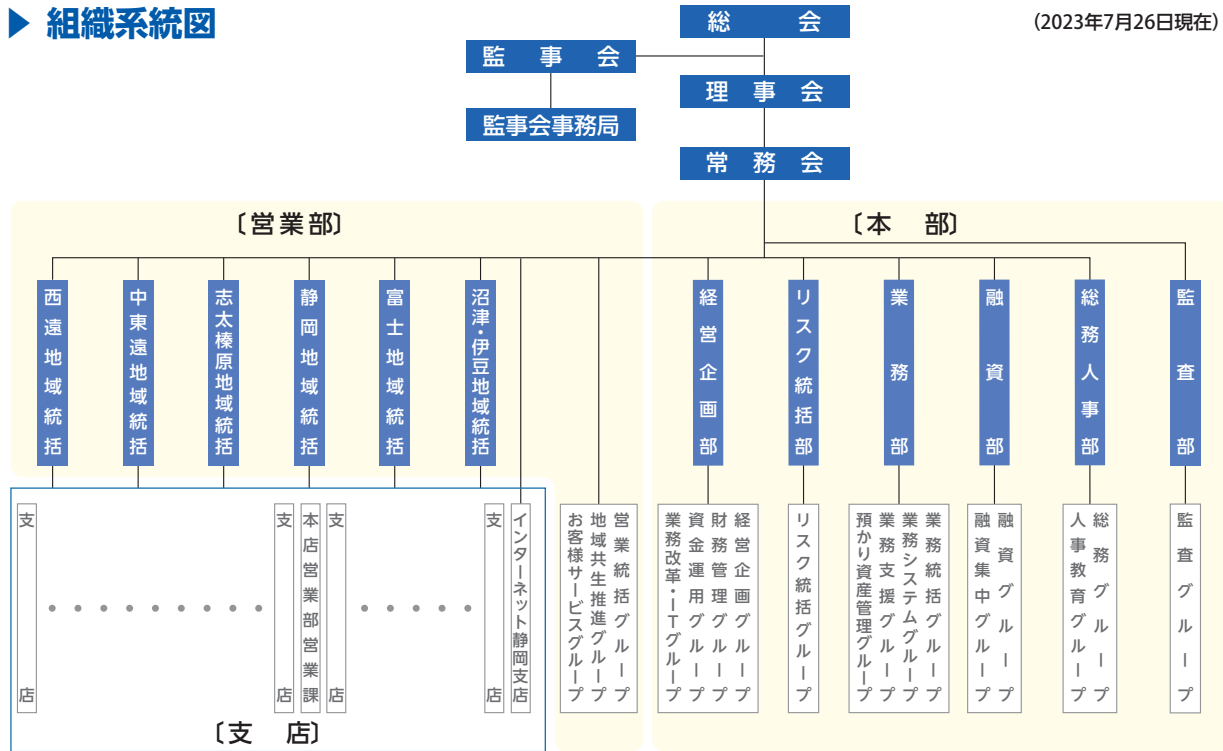 ▶ 組織系統図
(2023年7月26日現在)
総会
監事会
理事会
監事会事務局
常務会
〔営業部〕
〔本部〕
西遠地域統括
中東遠地域統括
志太榛原地域統括
静岡地域統括
富士地域統括
沼津・伊豆地域統括
経営企画部
リスク統括部
業務部
融資部
総務人事部
監査部
支店
支店
本店営業部営業課
支店
支店
インターネット静岡支店
営業統括グループ
地域共生推進グループ
お客様サービスグループ
経営企画グループ
財務管理グループ
資金運用グループ
業務改革・ITグループ
リスク統括グループ
業務統括グループ
業務システムグループ
業務支援グループ
預かり資産管理グループ
融資グループ
融資集中グループ
総務グループ
人事教育グループ
監査グループ
〔支店〕